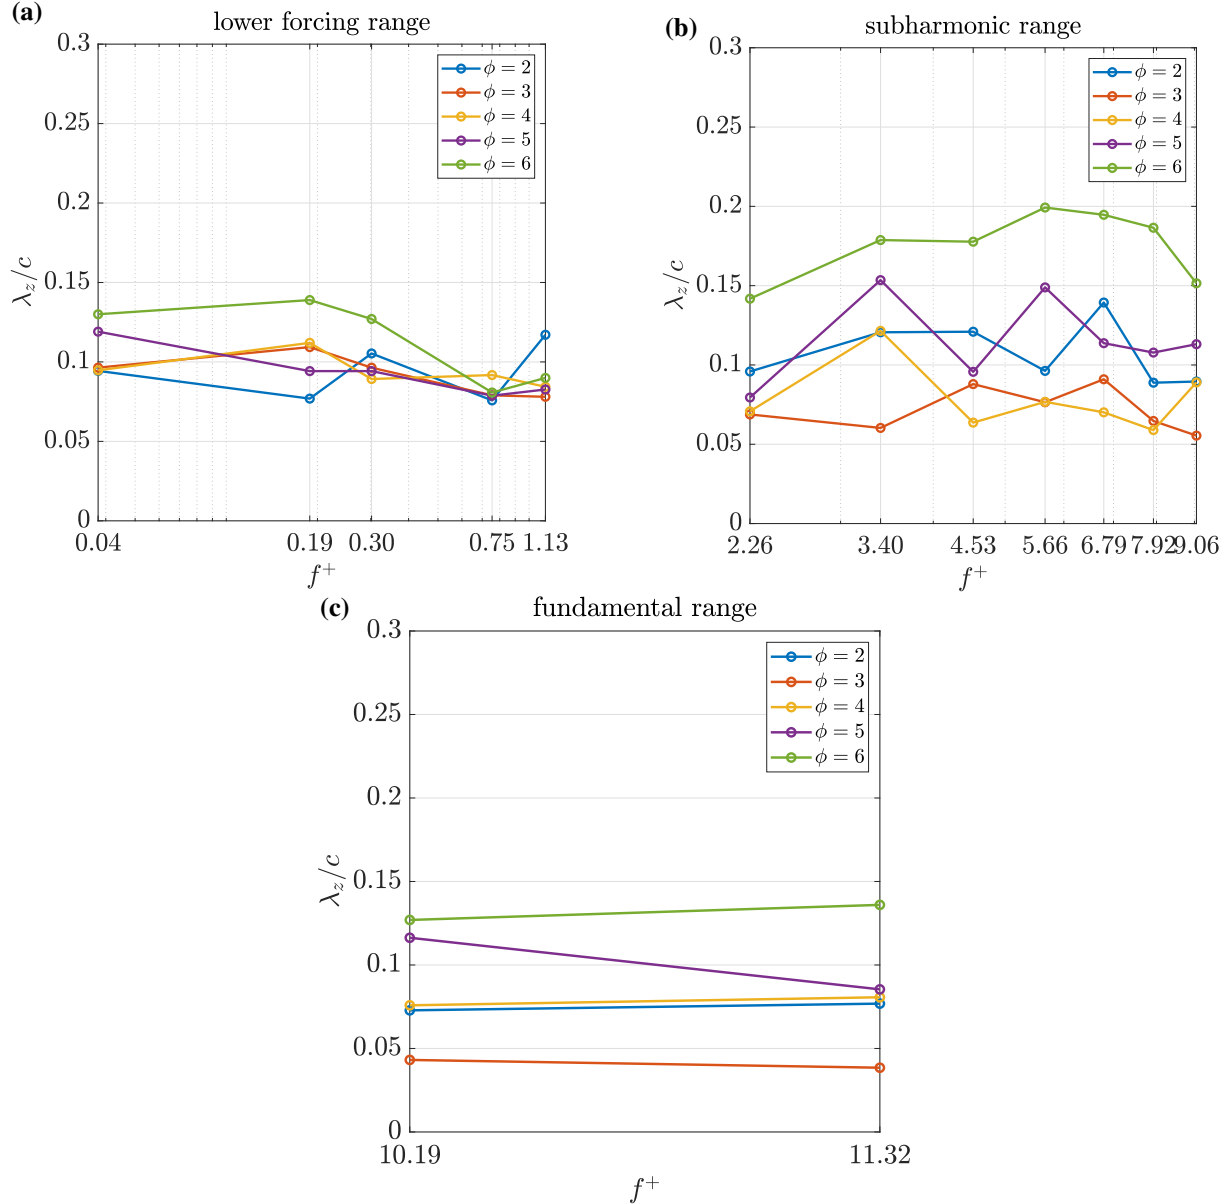 (a)
lower forcing range
0.3
0.25
0.2
0.15
0.1
0.05
0
λz/c
0.04 0.19 0.30 0.75 1.13
f+
ϕ = 2
ϕ = 3
ϕ = 4
ϕ = 5
ϕ = 6
(b)
subharmonic range
0.3
0.25
0.2
0.15
0.1
0.05
0
λz/c
2.26 3.40 4.53 5.66 6.79 7.92 9.06
f+
ϕ = 2
ϕ = 3
ϕ = 4
ϕ = 5
ϕ = 6
(c)
fundamental range
0.3
0.25
0.2
0.15
0.1
0.05
0
λz/c
10.19 11.32
f+
ϕ = 2
ϕ = 3
ϕ = 4
ϕ = 5
ϕ = 6